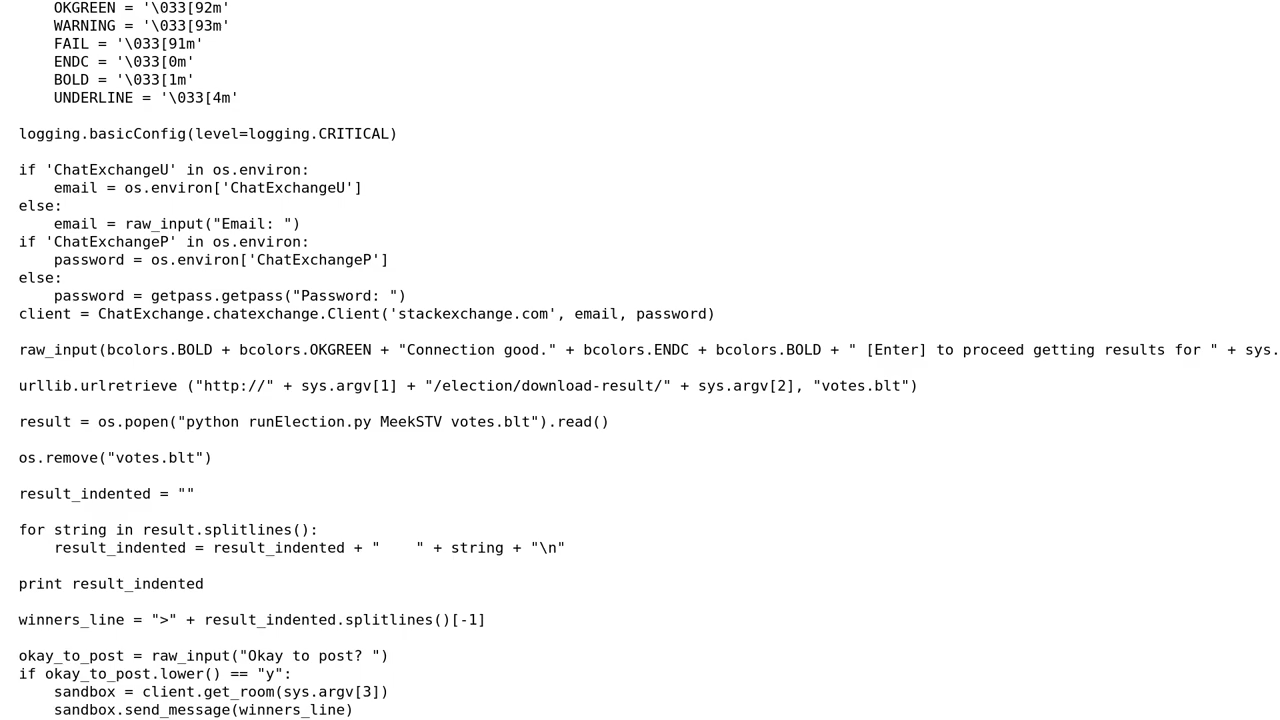 OKGREEN = '\033[92m'
    WARNING = '\033[93m'
    FAIL = '\033[91m'
    ENDC = '\033[0m'
    BOLD = '\033[1m'
    UNDERLINE = '\033[4m'

logging.basicConfig(level=logging.CRITICAL)

if 'ChatExchangeU' in os.environ:
    email = os.environ['ChatExchangeU']
else:
    email = raw_input("Email: ")
if 'ChatExchangeP' in os.environ:
    password = os.environ['ChatExchangeP']
else:
    password = getpass.getpass("Password: ")
client = ChatExchange.chatexchange.Client('stackexchange.com', email, password)

raw_input(bcolors.BOLD + bcolors.OKGREEN + "Connection good." + bcolors.ENDC + bcolors.BOLD + " [Enter] to proceed getting results for " + sys.

urllib.urlretrieve ("http://" + sys.argv[1] + "/election/download-result/" + sys.argv[2], "votes.blt")

result = os.popen("python runElection.py MeekSTV votes.blt").read()

os.remove("votes.blt")

result_indented = ""

for string in result.splitlines():
    result_indented = result_indented + "    " + string + "\n"

print result_indented

winners_line = ">" + result_indented.splitlines()[-1]

okay_to_post = raw_input("Okay to post? ")
if okay_to_post.lower() == "y":
    sandbox = client.get_room(sys.argv[3])
    sandbox.send_message(winners_line)